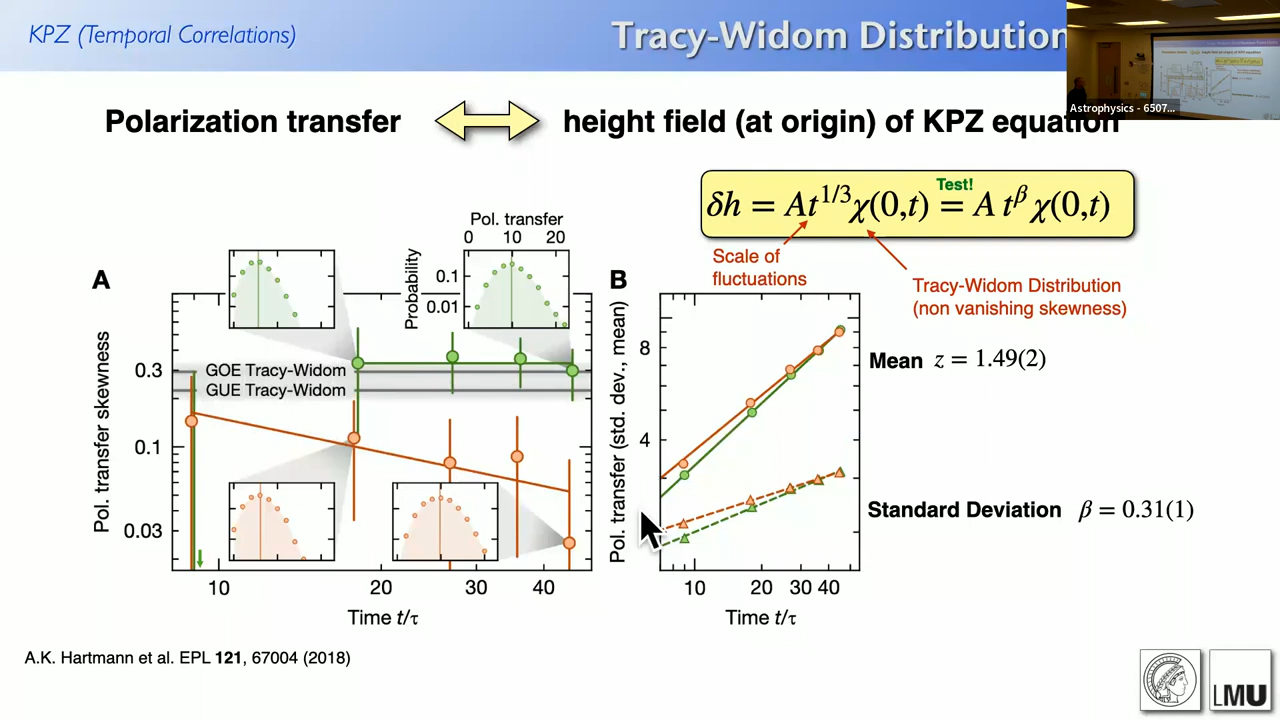 KPZ (Temporal Correlations)
Tracy-Widom Distribution
Astrophysics - 6507...
Polarization transfer
height field (at origin) of KPZ equation
Test!
δh = At^{1/3}χ(0,t) = A t^β χ(0,t)
Scale of
fluctuations
Tracy-Widom Distribution
(non vanishing skewness)
A
Pol. transfer
0 10 20
Probability
0.1
0.01
Pol. transfer skewness
0.3
0.1
0.03
GOE Tracy-Widom
GUE Tracy-Widom
10 20 30 40
Time t/τ
B
Pol. transfer (std. dev., mean)
8
4
10 20 30 40
Time t/τ
Mean z = 1.49(2)
Standard Deviation β = 0.31(1)
A.K. Hartmann et al. EPL 121, 67004 (2018)
LMU